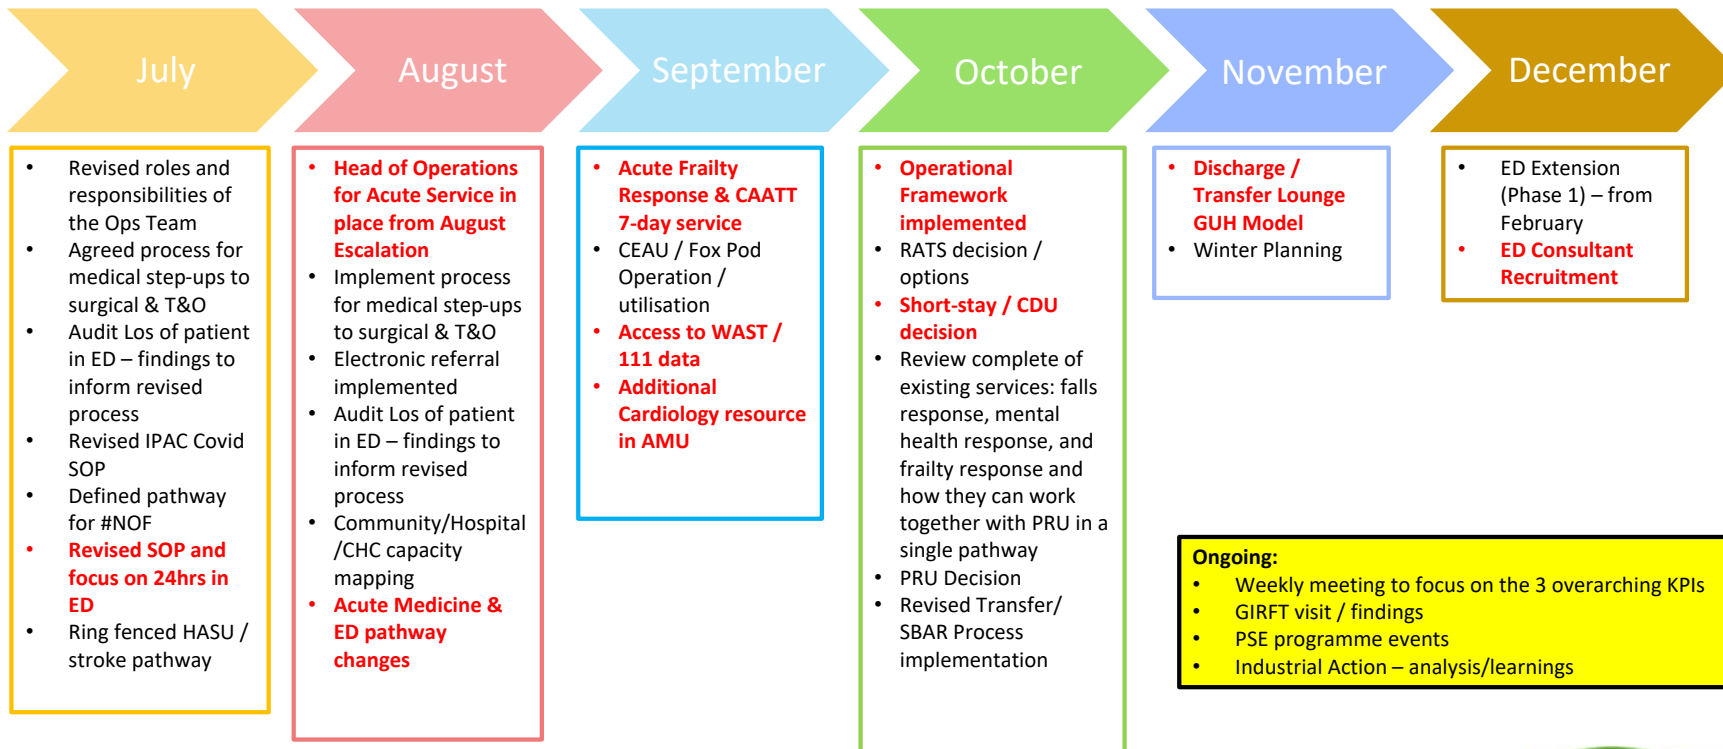 July
August
September
October
November
December
• Revised roles and
responsibilities of
the Ops Team
• Agreed process for
medical step-ups to
surgical & T&O
• Audit Los of patient
in ED – findings to
inform revised
process
• Revised IPAC Covid
SOP
• Defined pathway
for #NOF
• Revised SOP and
focus on 24hrs in
ED
• Ring fenced HASU /
stroke pathway
• Head of Operations
for Acute Service in
place from August
Escalation
• Implement process
for medical step-ups
to surgical & T&O
• Electronic referral
implemented
• Audit Los of patient
in ED – findings to
inform revised
process
• Community/Hospital
/CHC capacity
mapping
• Acute Medicine &
ED pathway
changes
• Acute Frailty
Response & CAATT
7-day service
• CEAU / Fox Pod
Operation /
utilisation
• Access to WAST /
111 data
• Additional
Cardiology resource
in AMU
• Operational
Framework
implemented
• RATS decision /
options
• Short-stay / CDU
decision
• Review complete of
existing services: falls
response, mental
health response, and
frailty response and
how they can work
together with PRU in a
single pathway
• PRU Decision
• Revised Transfer/
SBAR Process
implementation
• Discharge /
Transfer Lounge
GUH Model
• Winter Planning
• ED Extension
(Phase 1) – from
February
• ED Consultant
Recruitment
Ongoing:
• Weekly meeting to focus on the 3 overarching KPIs
• GIRFT visit / findings
• PSE programme events
• Industrial Action – analysis/learnings